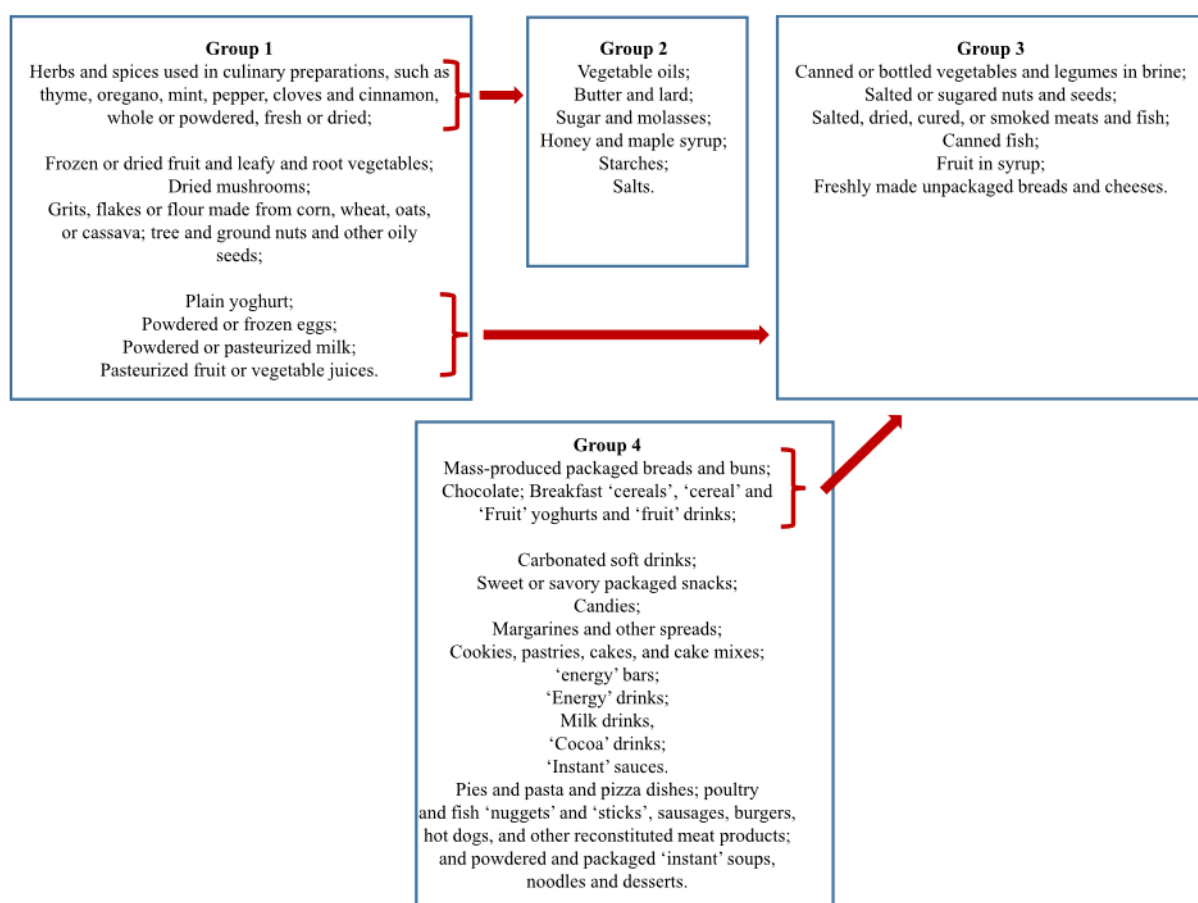 Group 1
Herbs and spices used in culinary preparations, such as
thyme, oregano, mint, pepper, cloves and cinnamon,
whole or powdered, fresh or dried;
Frozen or dried fruit and leafy and root vegetables;
Dried mushrooms;
Grits, flakes or flour made from corn, wheat, oats,
or cassava; tree and ground nuts and other oily
seeds;
Plain yoghurt;
Powdered or frozen eggs;
Powdered or pasteurized milk;
Pasteurized fruit or vegetable juices.
Group 2
Vegetable oils;
Butter and lard;
Sugar and molasses;
Honey and maple syrup;
Starches;
Salts.
Group 3
Canned or bottled vegetables and legumes in brine;
Salted or sugared nuts and seeds;
Salted, dried, cured, or smoked meats and fish;
Canned fish;
Fruit in syrup;
Freshly made unpackaged breads and cheeses.
Group 4
Mass-produced packaged breads and buns;
Chocolate; Breakfast ‘cereals’, ‘cereal’ and
‘Fruit’ yoghurts and ‘fruit’ drinks;
Carbonated soft drinks;
Sweet or savory packaged snacks;
Candies;
Margarines and other spreads;
Cookies, pastries, cakes, and cake mixes;
‘energy’ bars;
‘Energy’ drinks;
Milk drinks,
‘Cocoa’ drinks;
‘Instant’ sauces.
Pies and pasta and pizza dishes; poultry
and fish ‘nuggets’ and ‘sticks’, sausages, burgers,
hot dogs, and other reconstituted meat products;
and powdered and packaged ‘instant’ soups,
noodles and desserts.